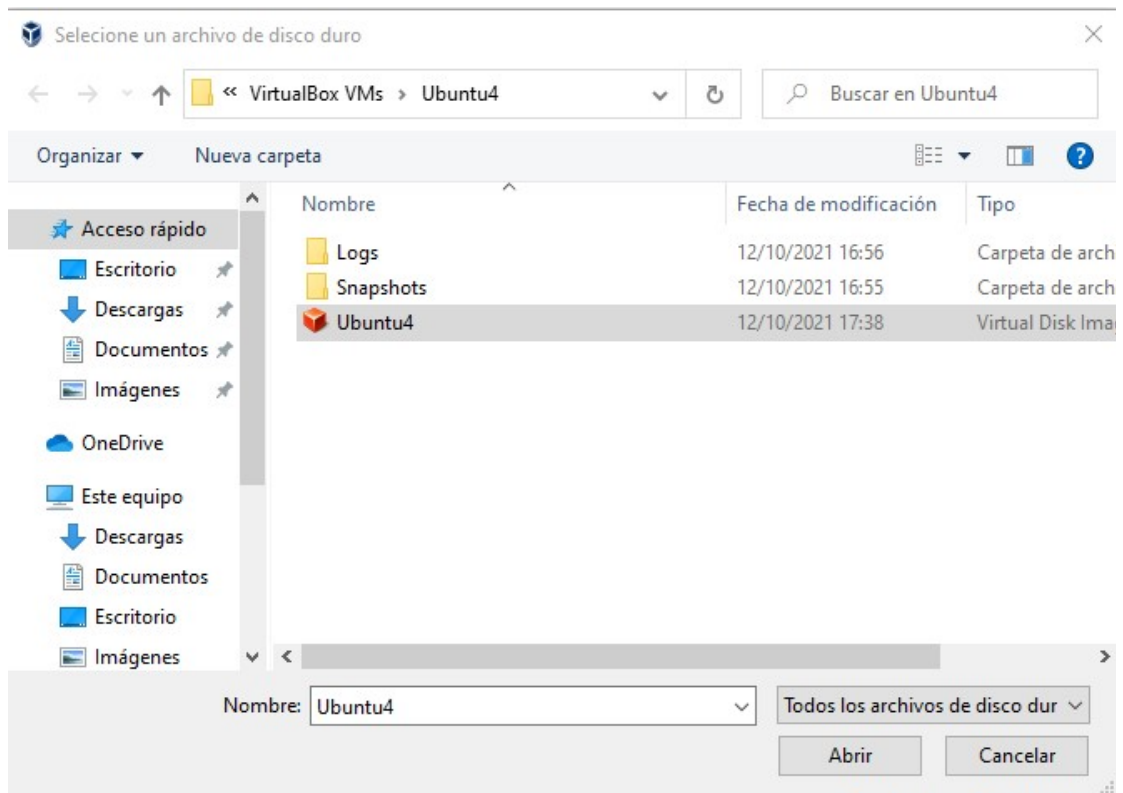 Selecione un archivo de disco duro
« VirtualBox VMs › Ubuntu4
Buscar en Ubuntu4
Organizar
Nueva carpeta
Nombre
Fecha de modificación
Tipo
Acceso rápido
Escritorio
Descargas
Documentos
Imágenes
OneDrive
Este equipo
Descargas
Documentos
Escritorio
Imágenes
Logs
12/10/2021 16:56
Carpeta de arch
Snapshots
12/10/2021 16:55
Carpeta de arch
Ubuntu4
12/10/2021 17:38
Virtual Disk Ima
Nombre:
Ubuntu4
Todos los archivos de disco dur
Abrir
Cancelar